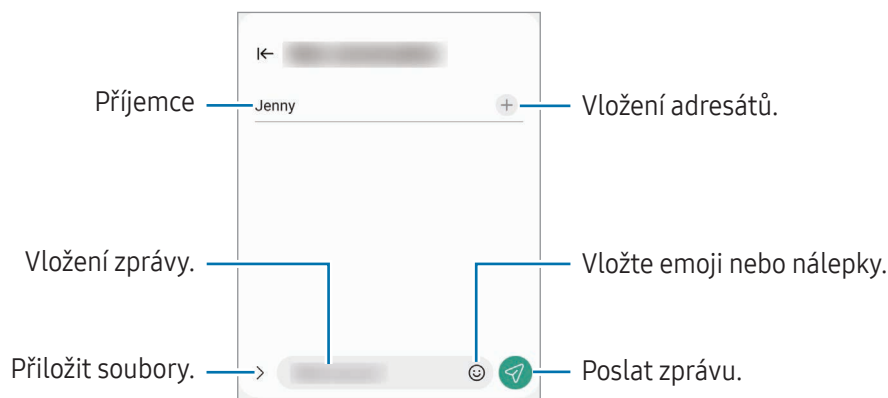 Příjemce
Jenny
Vložení adresátů.
Vložení zprávy.
Vložte emoji nebo nálepky.
Přiložit soubory.
Poslat zprávu.